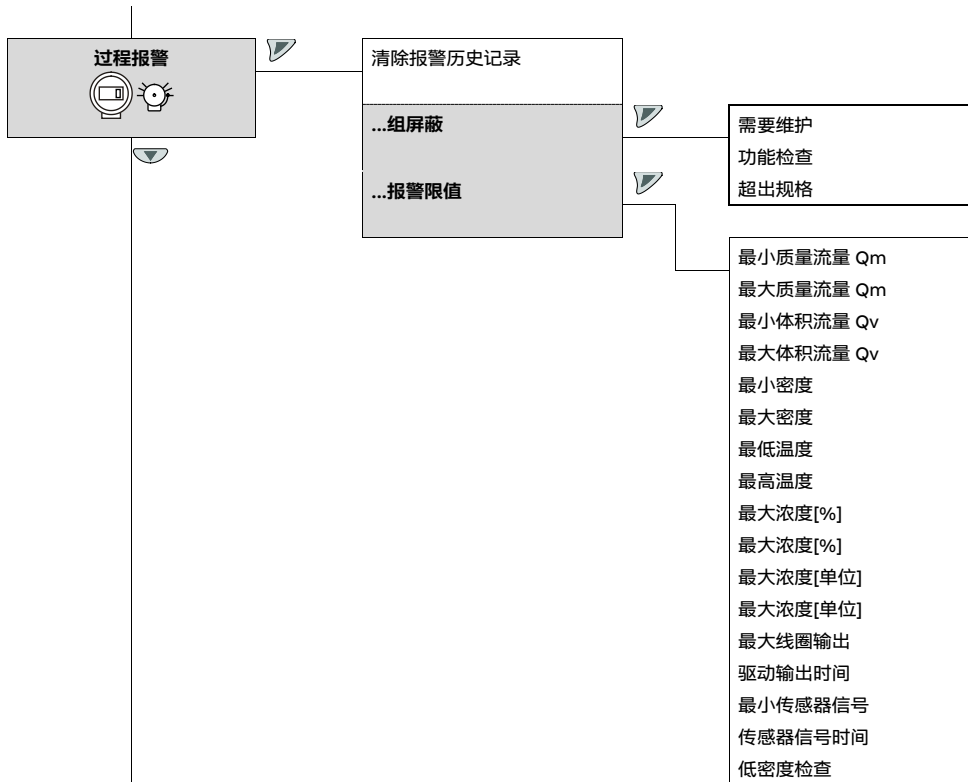 过程报警
清除报警历史记录
...组屏蔽
...报警限值
需要维护
功能检查
超出规格
最小质量流量 Qm
最大质量流量 Qm
最小体积流量 Qv
最大体积流量 Qv
最小密度
最大密度
最低温度
最高温度
最大浓度[%]
最大浓度[%]
最大浓度[单位]
最大浓度[单位]
最大线圈输出
驱动输出时间
最小传感器信号
传感器信号时间
低密度检查